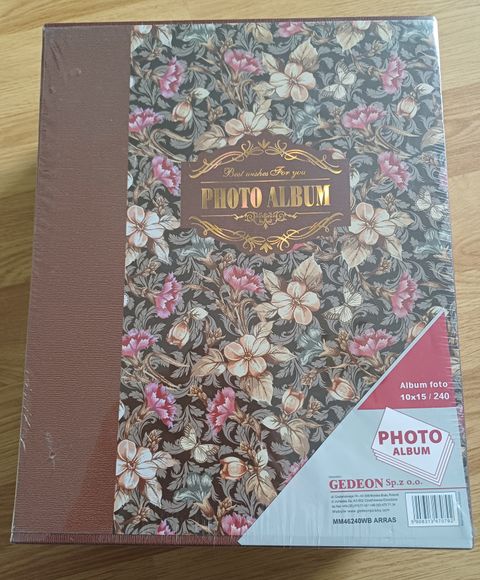 Best wishes For you
PHOTO ALBUM
Album foto
10x15 / 240
PHOTO
ALBUM
GEDEON Sp.z o.o.
MM46240WB ARRAS